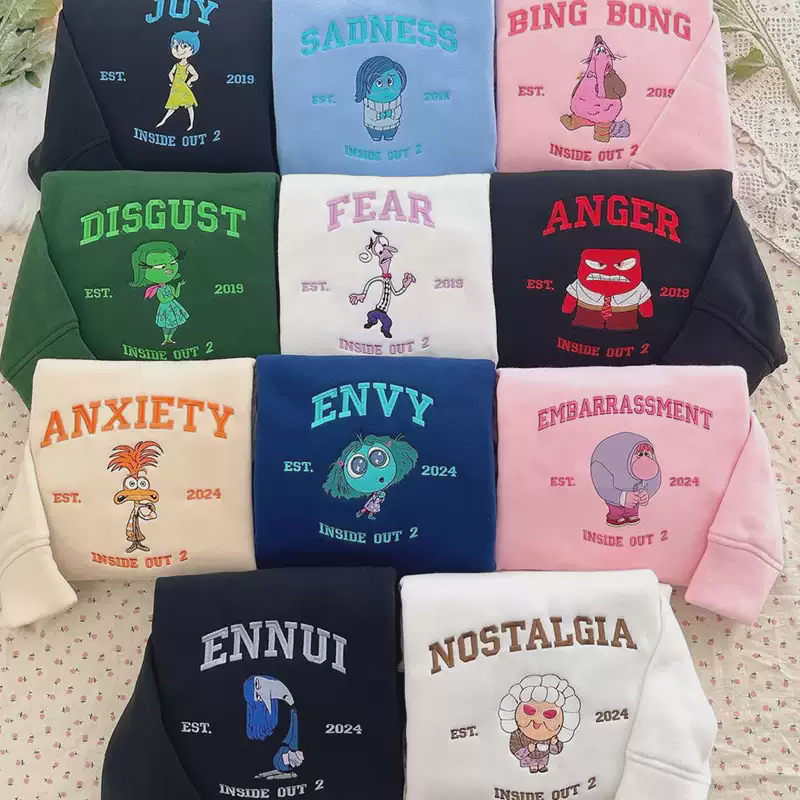 JOY
EST. 2019
INSIDE OUT 2
SADNESS
EST. 2019
INSIDE OUT 2
BING BONG
EST. 2019
INSIDE OUT 2
DISGUST
EST. 2019
INSIDE OUT 2
FEAR
EST. 2019
INSIDE OUT 2
ANGER
EST. 2019
INSIDE OUT 2
ANXIETY
EST. 2024
INSIDE OUT 2
ENVY
EST. 2024
INSIDE OUT 2
EMBARRASSMENT
EST. 2024
INSIDE OUT 2
ENNUI
EST. 2024
INSIDE OUT 2
NOSTALGIA
EST. 2024
INSIDE OUT 2